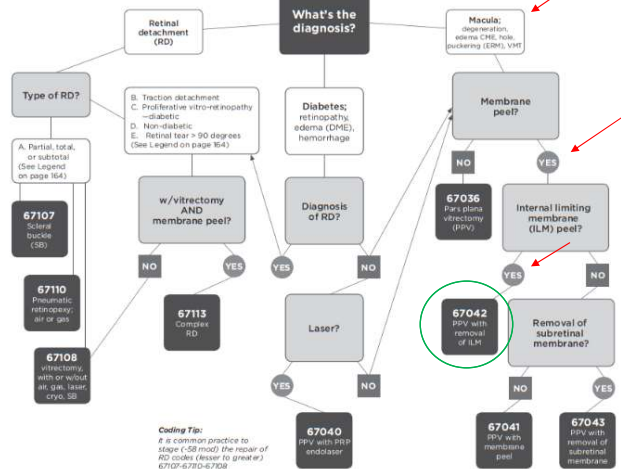 What's the
diagnosis?
Retinal
detachment
(RD)
Macula;
degeneration,
edema CME, hole,
puckering (ERM), VMT
Type of RD?
B. Traction detachment
C. Proliferative vitro-retinopathy
—diabetic
D. Non-diabetic
E. Retinal tear > 90 degrees
(See Legend on page 164)
Diabetes;
retinopathy,
edema (DME),
hemorrhage
Membrane
peel?
A. Partial, total,
or subtotal
(See Legend
on page 164)
NO
YES
67107
Scleral
buckle (SB)
w/vitrectomy
AND
membrane peel?
Diagnosis
of RD?
67036
Pars plana
vitrectomy
(PPV)
Internal limiting
membrane
(ILM) peel?
NO
YES
YES
NO
YES
NO
67110
Pneumatic
retinopexy;
air or gas
67113
Complex
RD
Laser?
67042
PPV with
removal
of ILM
Removal of
subretinal
membrane?
67108
vitrectomy,
with or w/out
air, gas, laser,
cryo, SB
YES
NO
NO
YES
Coding Tip:
It is common practice to
stage (-58 mod) the repair of
RD codes (lesser to greater)
67107-67110-67108
67040
PPV with PRP
endolaser
67041
PPV with
membrane
peel
67043
PPV with
removal of
subretinal
membrane